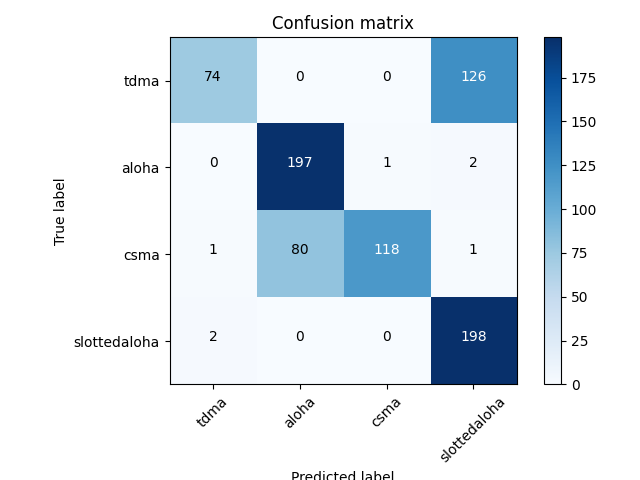 Confusion matrix
tdma 74 0 0 126
aloha 0 197 1 2
csma 1 80 118 1
slottedaloha 2 0 0 198
tdma aloha csma slottedaloha
True label
Predicted label
175
150
125
100
75
50
25
0